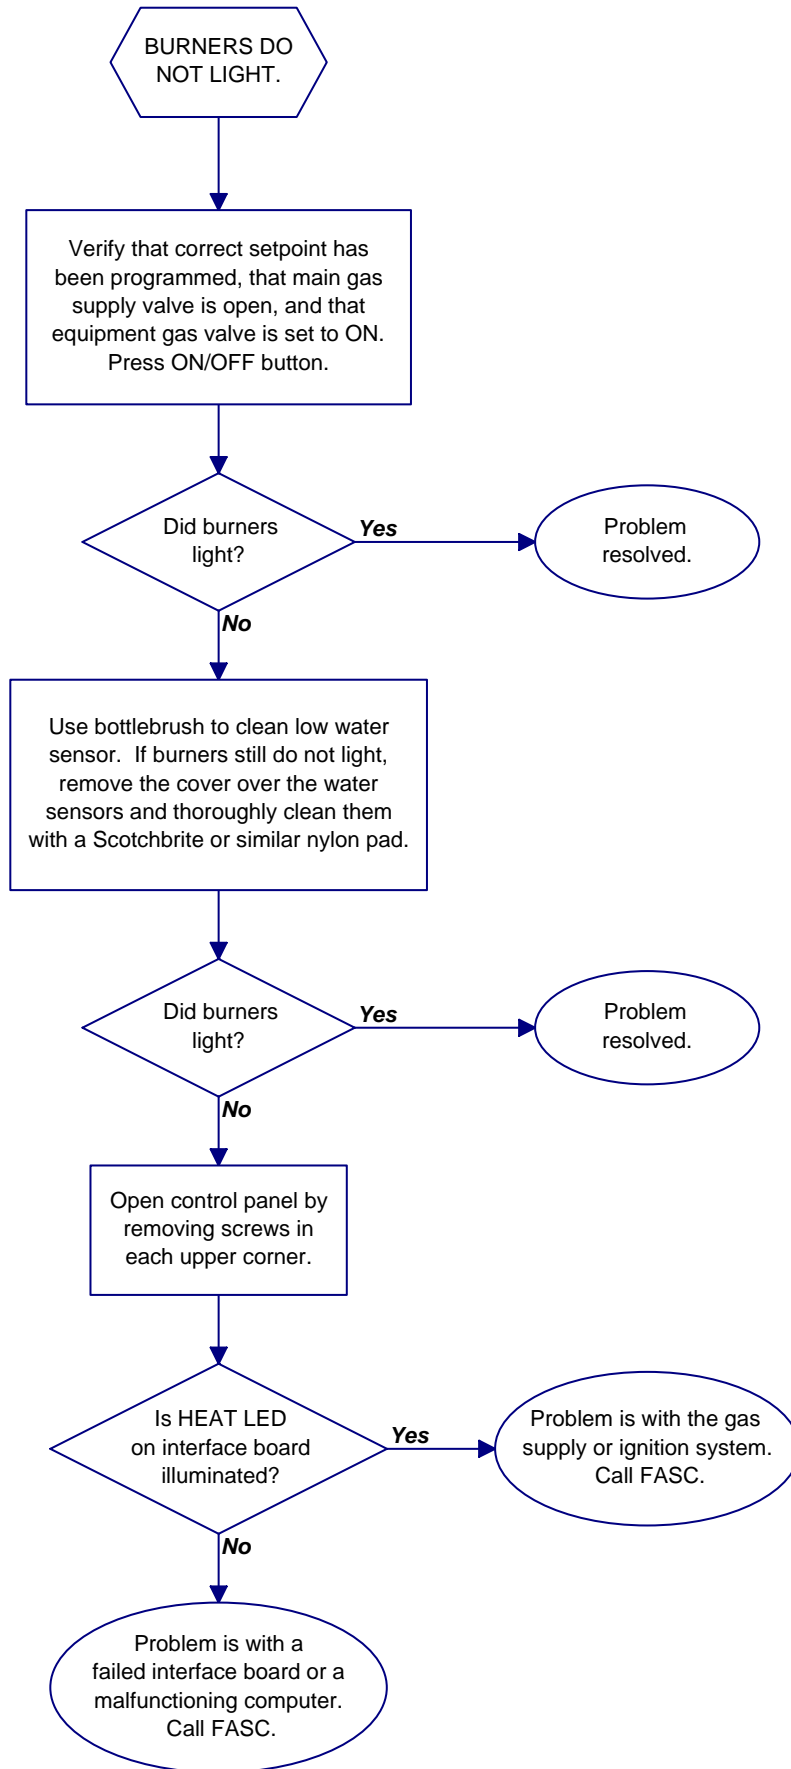 BURNERS DO
NOT LIGHT.
Verify that correct setpoint has
been programmed, that main gas
supply valve is open, and that
equipment gas valve is set to ON.
Press ON/OFF button.
Did burners
light?
Yes
Problem
resolved.
No
Use bottlebrush to clean low water
sensor.  If burners still do not light,
remove the cover over the water
sensors and thoroughly clean them
with a Scotchbrite or similar nylon pad.
Did burners
light?
Yes
Problem
resolved.
No
Open control panel by
removing screws in
each upper corner.
Is HEAT LED
on interface board
illuminated?
Yes
Problem is with the gas
supply or ignition system.
Call FASC.
No
Problem is with a
failed interface board or a
malfunctioning computer.
Call FASC.